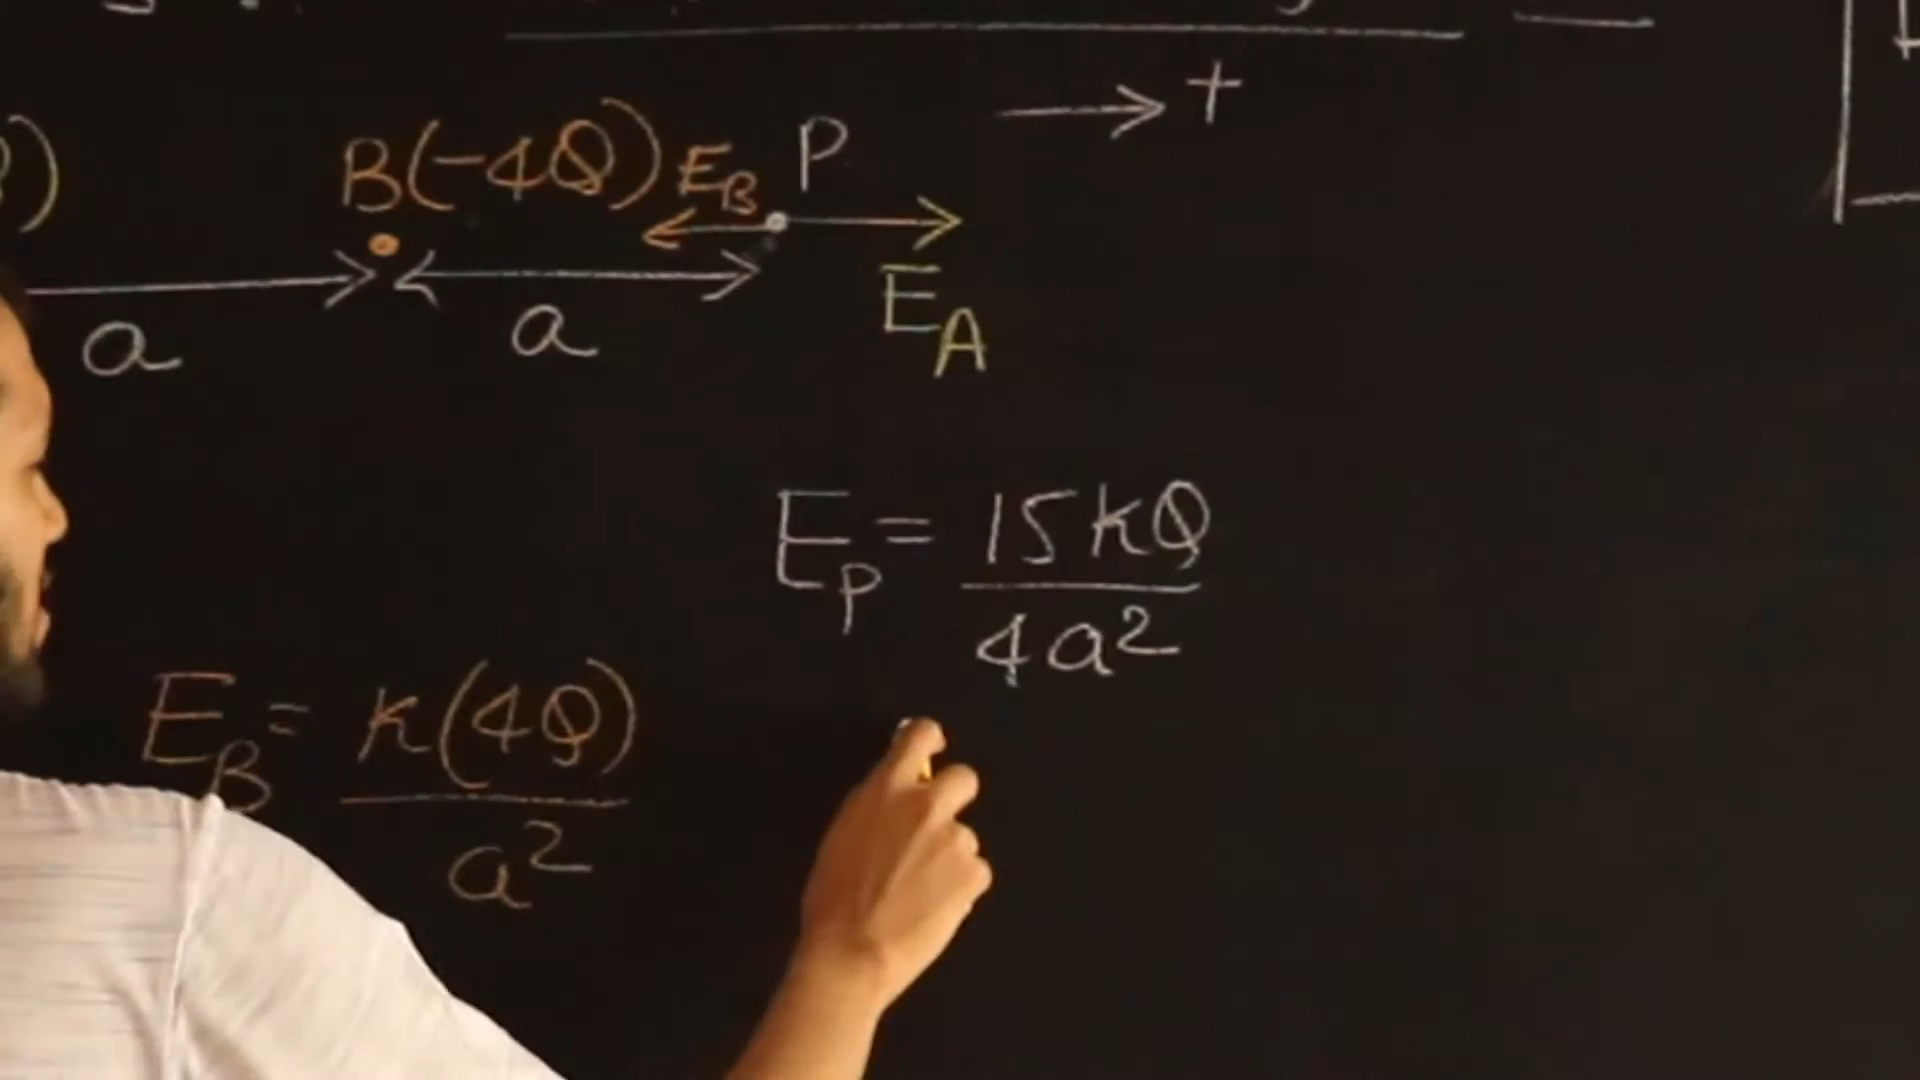 → +
B(-4Q) E_B P
E_A
a a
E_P = 15kQ / 4a²
E_B = k(4Q) / a²